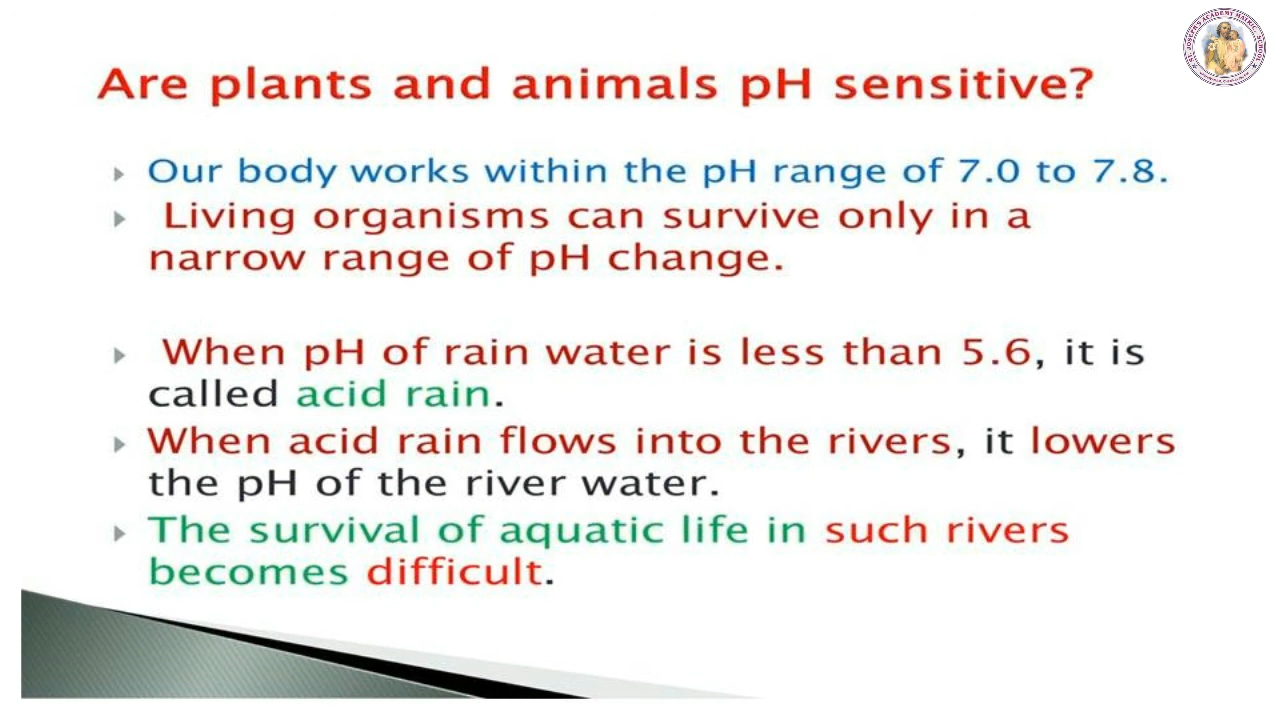 Are plants and animals pH sensitive?
Our body works within the pH range of 7.0 to 7.8.
Living organisms can survive only in a
narrow range of pH change.
When pH of rain water is less than 5.6, it is
called acid rain.
When acid rain flows into the rivers, it lowers
the pH of the river water.
The survival of aquatic life in such rivers
becomes difficult.